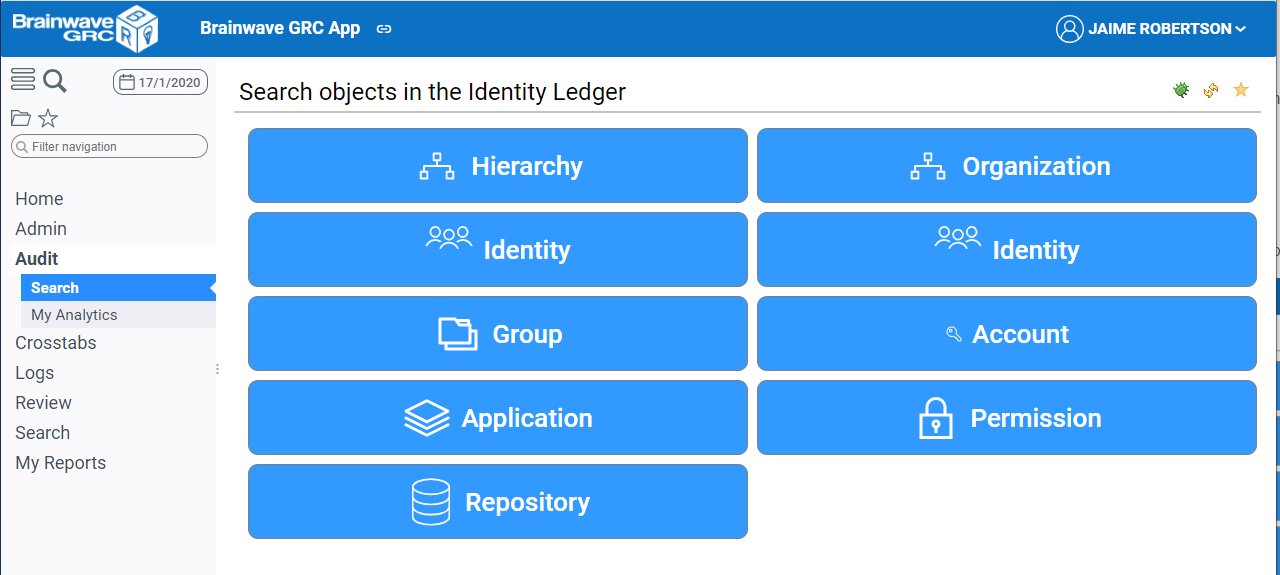 Brainwave
GRC
Brainwave GRC App
JAIME ROBERTSON
17/1/2020
Filter navigation
Home
Admin
Audit
Search
My Analytics
Crosstabs
Logs
Review
Search
My Reports
Search objects in the Identity Ledger
Hierarchy
Organization
Identity
Identity
Group
Account
Application
Permission
Repository